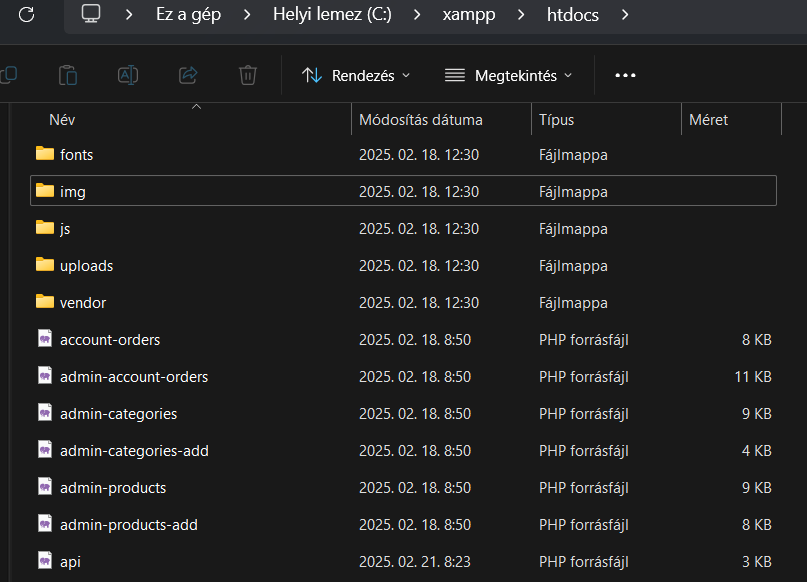 Ez a gép > Helyi lemez (C:) > xampp > htdocs >
Rendezés Megtekintés
Név Módosítás dátuma Típus Méret
fonts 2025. 02. 18. 12:30 Fájlmappa
img 2025. 02. 18. 12:30 Fájlmappa
js 2025. 02. 18. 12:30 Fájlmappa
uploads 2025. 02. 18. 12:30 Fájlmappa
vendor 2025. 02. 18. 12:30 Fájlmappa
account-orders 2025. 02. 18. 8:50 PHP forrásfájl 8 KB
admin-account-orders 2025. 02. 18. 8:50 PHP forrásfájl 11 KB
admin-categories 2025. 02. 18. 8:50 PHP forrásfájl 9 KB
admin-categories-add 2025. 02. 18. 8:50 PHP forrásfájl 4 KB
admin-products 2025. 02. 18. 8:50 PHP forrásfájl 9 KB
admin-products-add 2025. 02. 18. 8:50 PHP forrásfájl 8 KB
api 2025. 02. 21. 8:23 PHP forrásfájl 3 KB